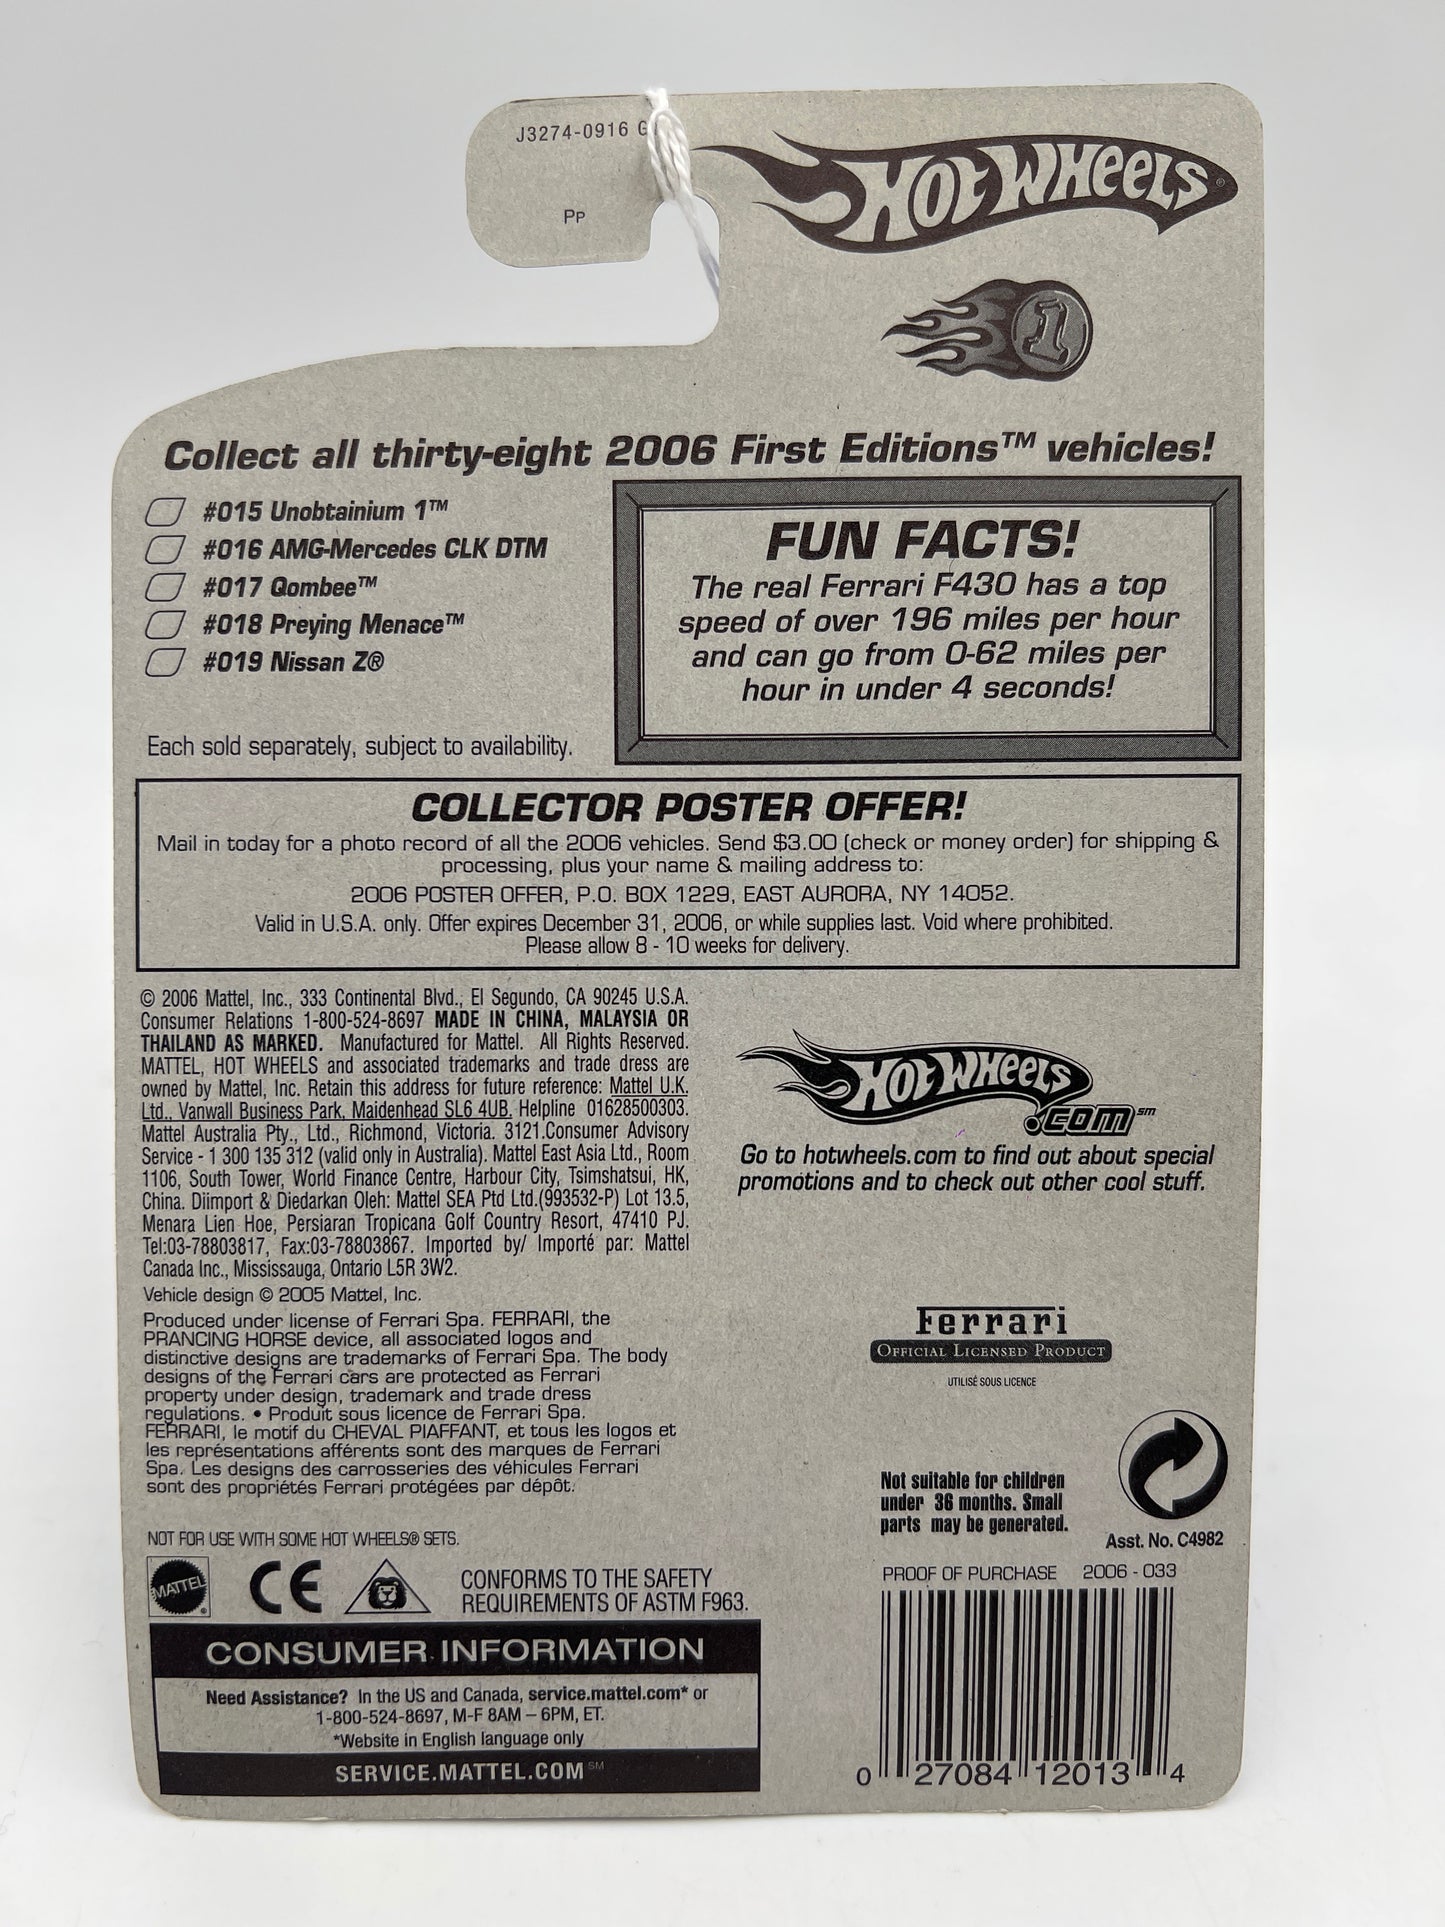 J3274-0916 G
Pp
HOT WHEELS®
1
Collect all thirty-eight 2006 First Editions™ vehicles!
#015 Unobtainium 1™
#016 AMG-Mercedes CLK DTM
#017 Qombee™
#018 Preying Menace™
#019 Nissan Z®
Each sold separately, subject to availability.
FUN FACTS!
The real Ferrari F430 has a top
speed of over 196 miles per hour
and can go from 0-62 miles per
hour in under 4 seconds!
COLLECTOR POSTER OFFER!
Mail in today for a photo record of all the 2006 vehicles. Send $3.00 (check or money order) for shipping &
processing, plus your name & mailing address to:
2006 POSTER OFFER, P.O. BOX 1229, EAST AURORA, NY 14052.
Valid in U.S.A. only. Offer expires December 31, 2006, or while supplies last. Void where prohibited.
Please allow 8 - 10 weeks for delivery.
© 2006 Mattel, Inc., 333 Continental Blvd., El Segundo, CA 90245 U.S.A.
Consumer Relations 1-800-524-8697 MADE IN CHINA, MALAYSIA OR
THAILAND AS MARKED. Manufactured for Mattel. All Rights Reserved.
MATTEL, HOT WHEELS and associated trademarks and trade dress are
owned by Mattel, Inc. Retain this address for future reference: Mattel U.K.
Ltd., Vanwall Business Park, Maidenhead SL6 4UB. Helpline 01628500303.
Mattel Australia Pty., Ltd., Richmond, Victoria. 3121.Consumer Advisory
Service - 1 300 135 312 (valid only in Australia). Mattel East Asia Ltd., Room
1106, South Tower, World Finance Centre, Harbour City, Tsimshatsui, HK,
China. Diimport & Diedarkan Oleh: Mattel SEA Ptd Ltd.(993532-P) Lot 13.5,
Menara Lien Hoe, Persiaran Tropicana Golf Country Resort, 47410 PJ.
Tel:03-78803817, Fax:03-78803867. Imported by/ Importé par: Mattel
Canada Inc., Mississauga, Ontario L5R 3W2.
Vehicle design © 2005 Mattel, Inc.
Produced under license of Ferrari Spa. FERRARI, the
PRANCING HORSE device, all associated logos and
distinctive designs are trademarks of Ferrari Spa. The body
designs of the Ferrari cars are protected as Ferrari
property under design, trademark and trade dress
regulations. • Produit sous licence de Ferrari Spa.
FERRARI, le motif du CHEVAL PIAFFANT, et tous les logos et
les représentations afférents sont des marques de Ferrari
Spa. Les designs des carrosseries des véhicules Ferrari
sont des propriétés Ferrari protégées par dépôt.
HOT WHEELS
.COM℠
Go to hotwheels.com to find out about special
promotions and to check out other cool stuff.
Ferrari
OFFICIAL LICENSED PRODUCT
UTILISÉ SOUS LICENCE
Not suitable for children
under 36 months. Small
parts may be generated.
Asst. No. C4982
NOT FOR USE WITH SOME HOT WHEELS® SETS.
MATTEL®
CE
CONFORMS TO THE SAFETY
REQUIREMENTS OF ASTM F963.
CONSUMER INFORMATION
Need Assistance? In the US and Canada, service.mattel.com* or
1-800-524-8697, M-F 8AM – 6PM, ET.
*Website in English language only
SERVICE.MATTEL.COM℠
PROOF OF PURCHASE 2006 - 033
0 27084 12013 4